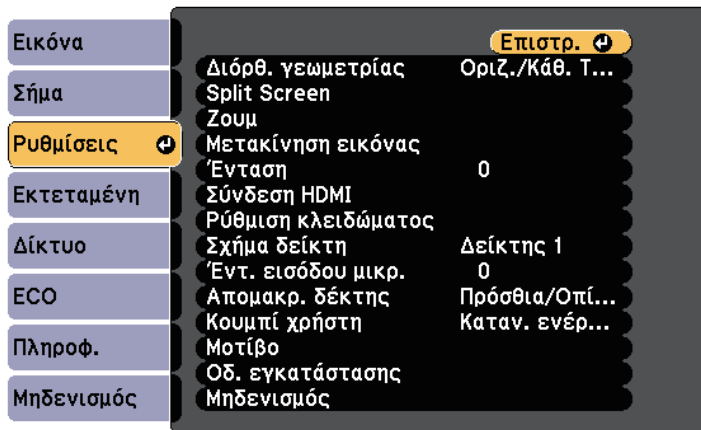 Εικόνα
Σήμα
Ρυθμίσεις
Εκτεταμένη
Δίκτυο
ECO
Πληροφ.
Μηδενισμός
Επιστρ.
Διόρθ. γεωμετρίας Οριζ./Κάθ. Τ...
Split Screen
Ζουμ
Μετακίνηση εικόνας
Ένταση 0
Σύνδεση HDMI
Ρύθμιση κλειδώματος
Σχήμα δείκτη Δείκτης 1
Έντ. εισόδου μικρ. 0
Απομακρ. δέκτης Πρόσθια/Οπί...
Κουμπί χρήστη Καταν. ενέρ...
Μοτίβο
Οδ. εγκατάστασης
Μηδενισμός